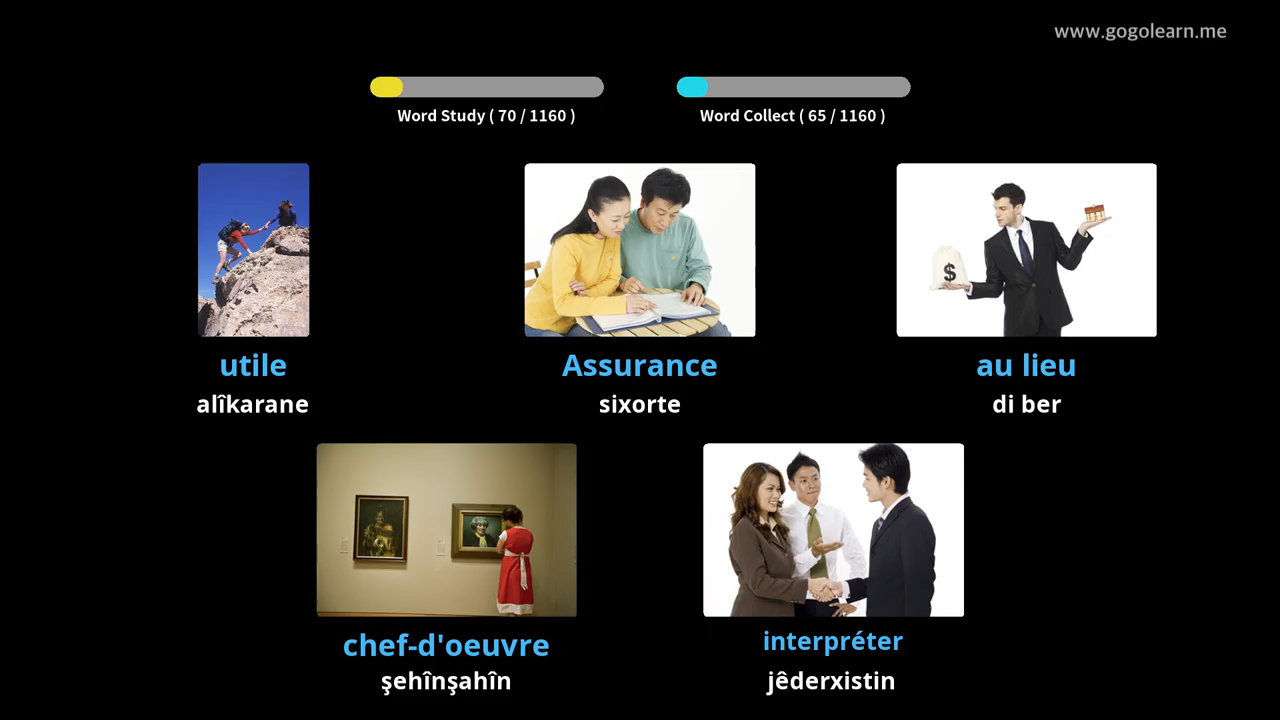 www.gogolearn.me
Word Study ( 70 / 1160 )
Word Collect ( 65 / 1160 )
utile
alîkarane
Assurance
sixorte
au lieu
di ber
chef-d'oeuvre
şehînşahîn
interpréter
jêderxistin